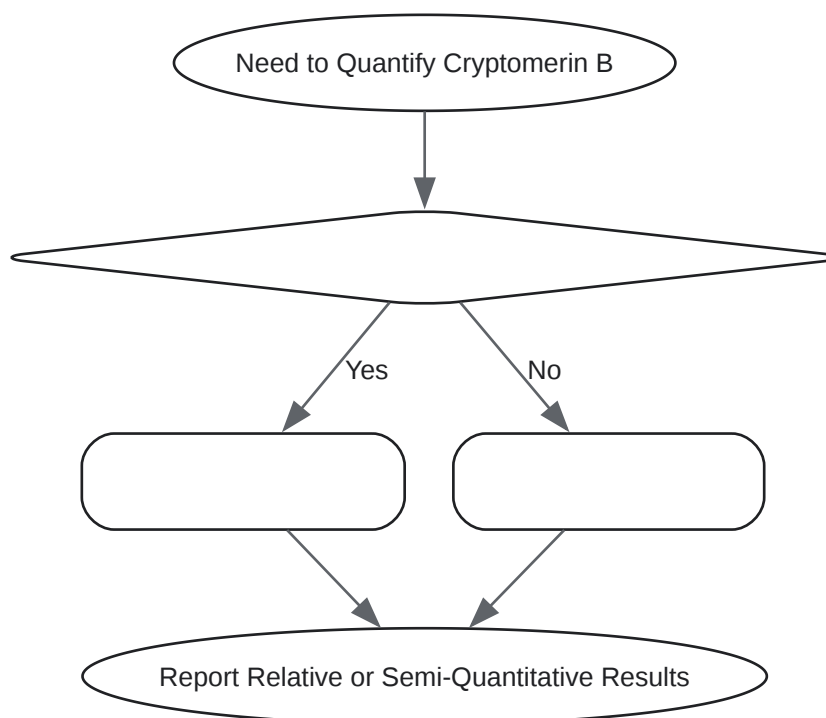 Need to Quantify Cryptomerin B
Yes
No
Report Relative or Semi-Quantitative Results